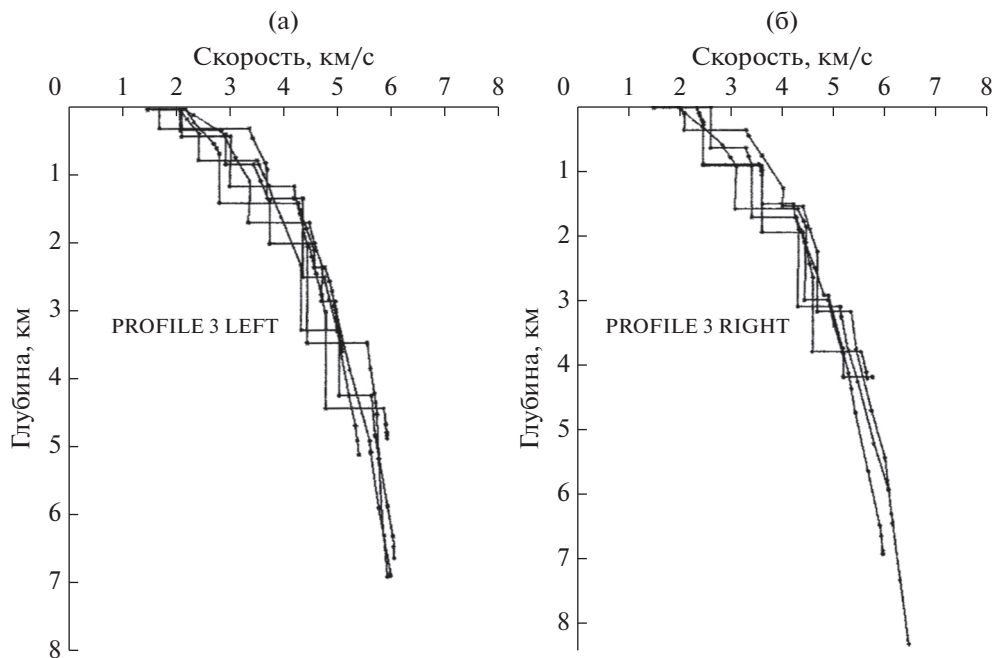 (а)
Скорость, км/с
0 1 2 3 4 5 6 7 8
1
2
3
4
5
6
7
8
Глубина, км
PROFILE 3 LEFT
(б)
Скорость, км/с
0 1 2 3 4 5 6 7 8
1
2
3
4
5
6
7
8
Глубина, км
PROFILE 3 RIGHT